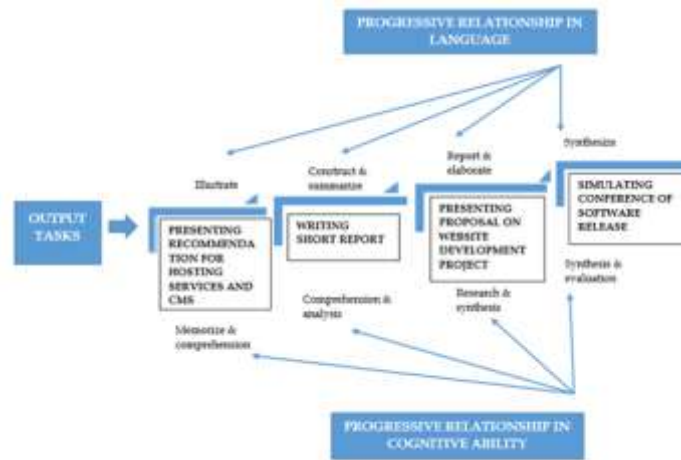 PROGRESSIVE RELATIONSHIP IN
LANGUAGE
Synthesize
Report &
elaborate
Construct &
summarize
Illustrate
OUTPUT
TASKS
PRESENTING
RECOMMENDA
TION FOR
HOSTING
SERVICES AND
CMS
WRITING
SHORT REPORT
PRESENTING
PROPOSAL ON
WEBSITE
DEVELOPMENT
PROJECT
SIMULATING
CONFERENCE OF
SOFTWARE
RELEASE
Memorize &
comprehension
Comprehension &
analysis
Research &
synthesis
Synthesis &
evaluation
PROGRESSIVE RELATIONSHIP IN
COGNITIVE ABILITY